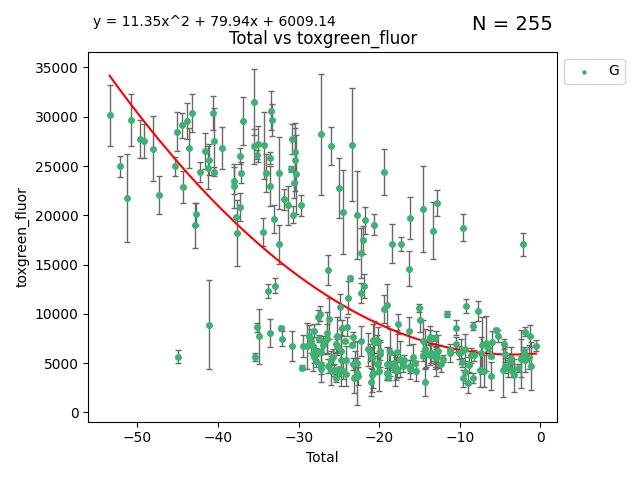 y = 11.35x^2 + 79.94x + 6009.14
N = 255
Total vs toxgreen_fluor
G
toxgreen_fluor
35000
30000
25000
20000
15000
10000
5000
0
−50
−40
−30
−20
−10
0
Total